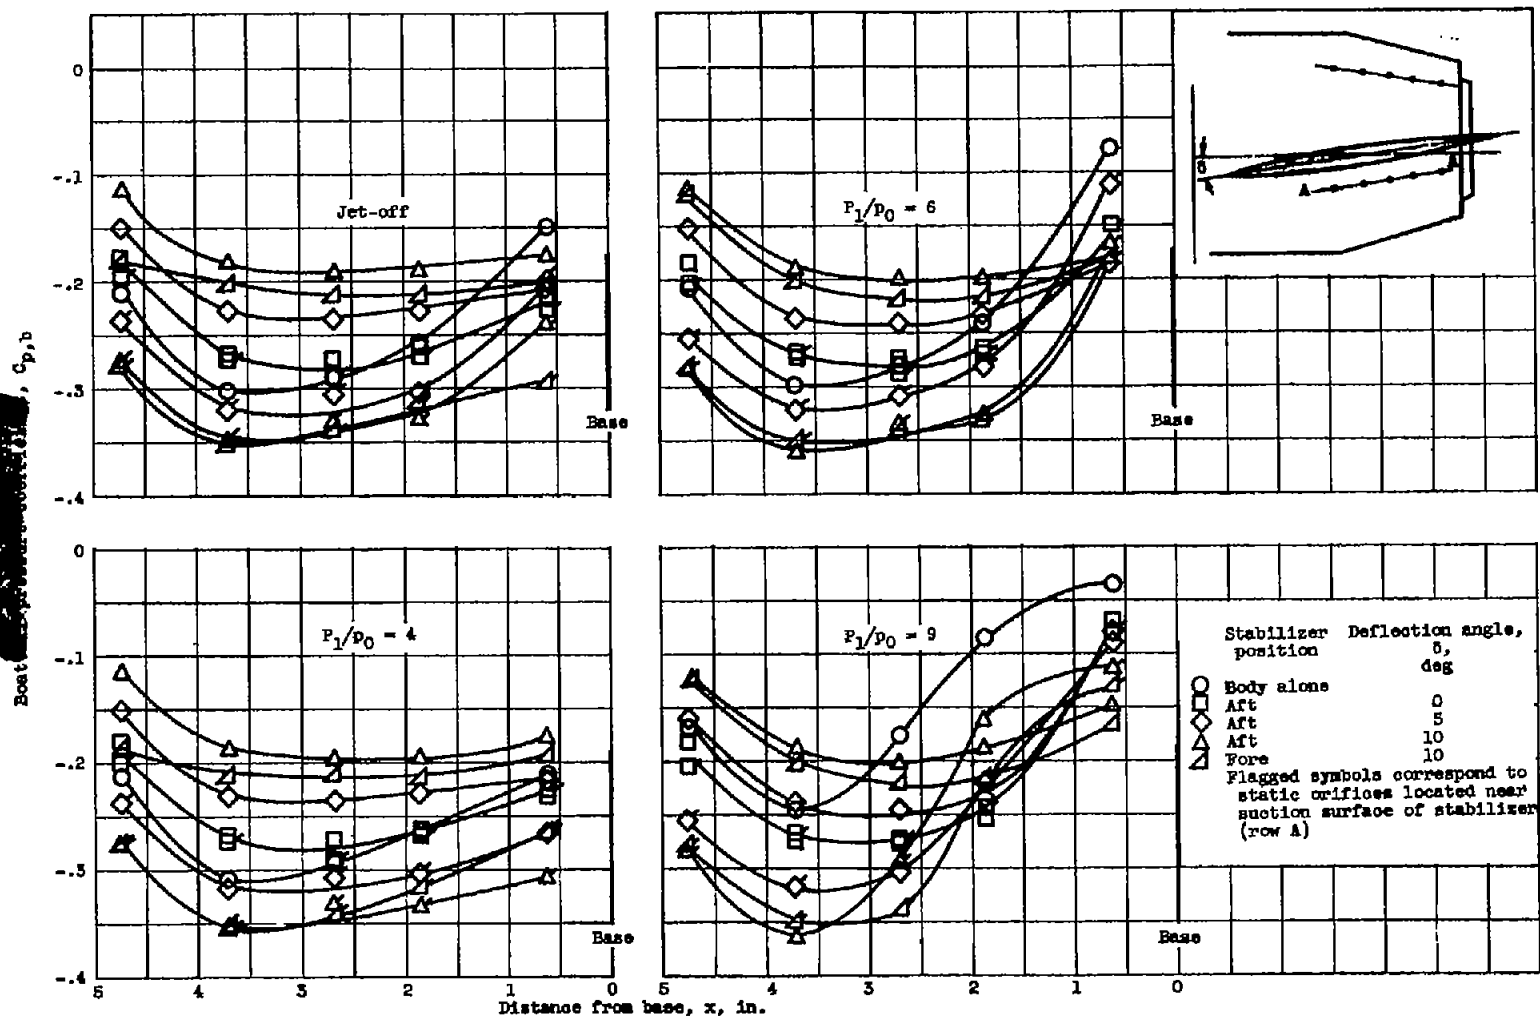 0
-.1
-.2
-.3
-.4
Jet-off
Base
P1/p0 = 6
Base
δ
A
A
, Cp,b
0
-.1
-.2
-.5
-.4
P1/p0 = 4
Base
5 4 3 2 1 0
P1/p0 = 9
Base
5 4 3 2 1 0
Distance from base, x, in.
Stabilizer Deflection angle,
position δ,
deg
Body alone
Aft 0
Aft 5
Aft 10
Fore 10
Flagged symbols correspond to
static orifices located near
suction surface of stabilizer
(row A)